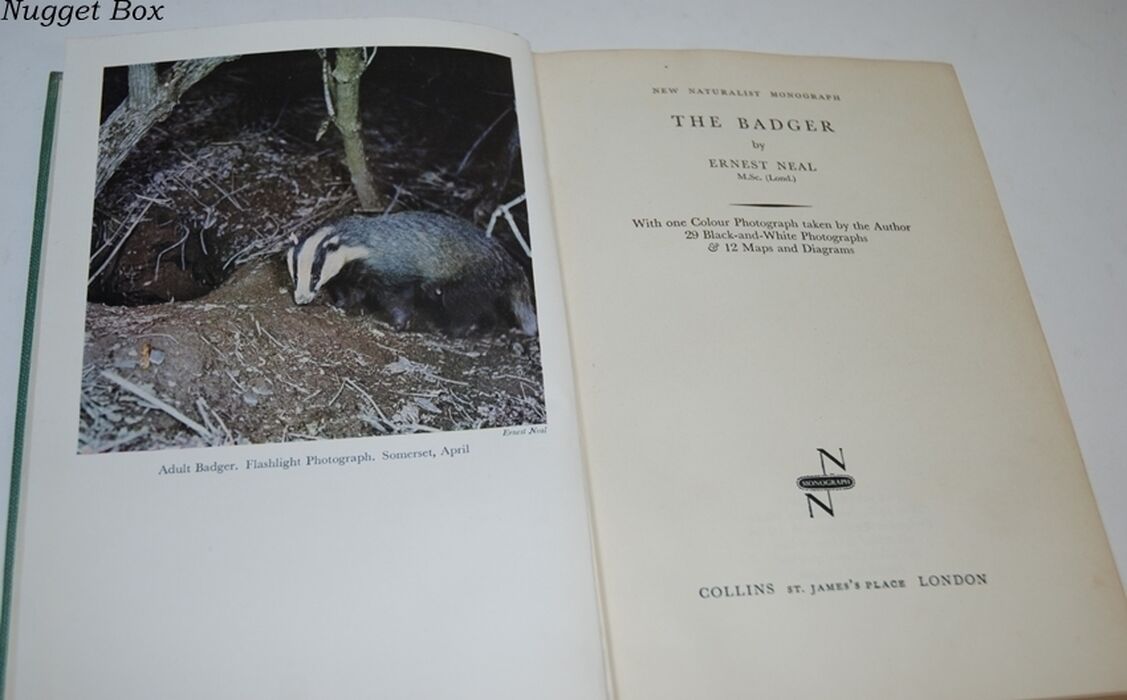 Nugget Box
Ernest Neal
Adult Badger. Flashlight Photograph. Somerset, April
NEW NATURALIST MONOGRAPH
THE BADGER
by
ERNEST NEAL
M.Sc. (Lond.)
With one Colour Photograph taken by the Author
29 Black-and-White Photographs
& 12 Maps and Diagrams
N
MONOGRAPH
N
COLLINS ST. JAMES'S PLACE LONDON